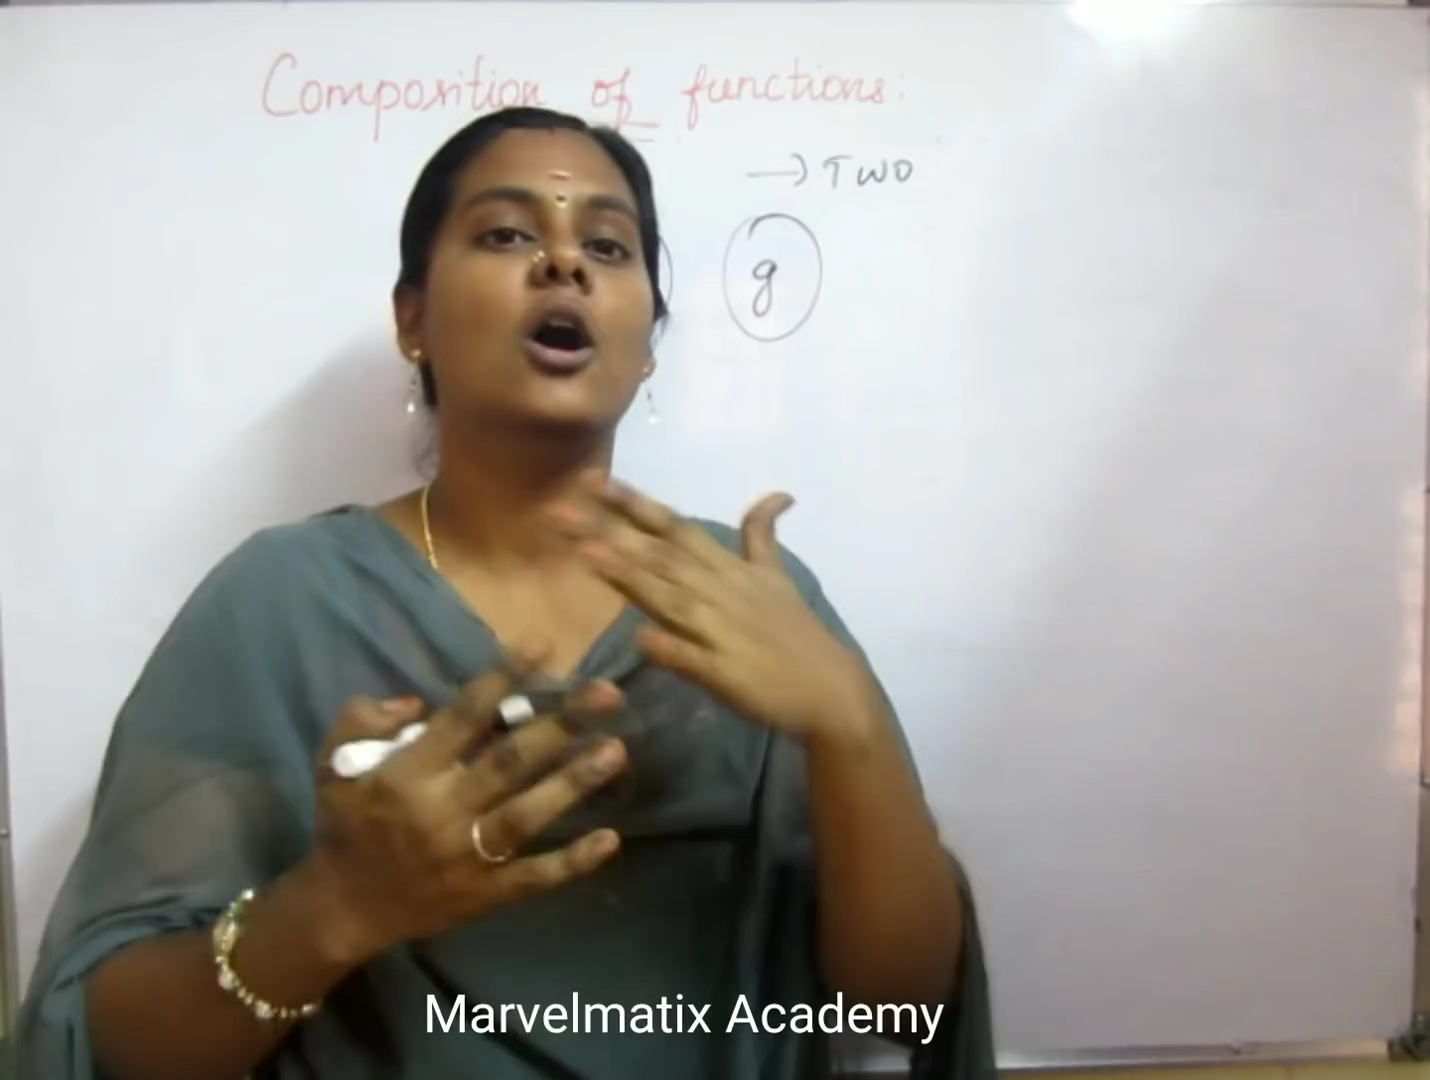 Composition of functions:
→ TWO
g
Marvelmatix Academy